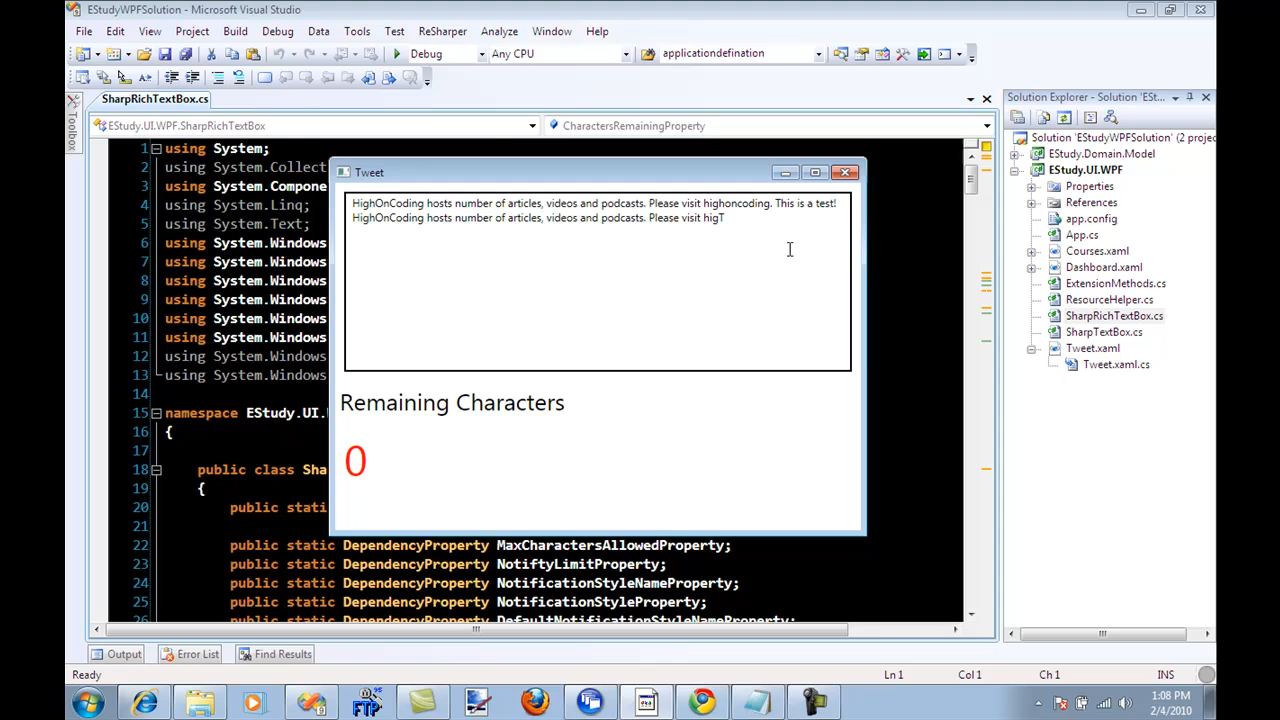 EStudyWPFSolution - Microsoft Visual Studio
File Edit View Project Build Debug Data Tools Test ReSharper Analyze Window Help
Debug Any CPU applicationdefination
Toolbox
SharpRichTextBox.cs
EStudy.UI.WPF.SharpRichTextBox CharactersRemainingProperty
1 using System;
2 using System.Collect
3 using System.Compone
4 using System.Linq;
5 using System.Text;
6 using System.Windows
7 using System.Windows
8 using System.Windows
9 using System.Windows
10 using System.Windows
11 using System.Windows
12 using System.Windows
13 using System.Windows
14
15 namespace EStudy.UI.
16 {
17
18 public class Sha
19 {
20 public stati
21
22 public static DependencyProperty MaxCharactersAllowedProperty;
23 public static DependencyProperty NotiftyLimitProperty;
24 public static DependencyProperty NotificationStyleNameProperty;
25 public static DependencyProperty NotificationStyleProperty;
26 public static DependencyProperty DefaultNotificationStyleNameProperty;
Tweet
HighOnCoding hosts number of articles, videos and podcasts. Please visit highoncoding. This is a test!
HighOnCoding hosts number of articles, videos and podcasts. Please visit higT
Remaining Characters
0
Solution Explorer - Solution 'ESt...
Solution 'EStudyWPFSolution' (2 projec
EStudy.Domain.Model
EStudy.UI.WPF
Properties
References
app.config
App.cs
Courses.xaml
Dashboard.xaml
ExtensionMethods.cs
ResourceHelper.cs
SharpRichTextBox.cs
SharpTextBox.cs
Tweet.xaml
Tweet.xaml.cs
Output Error List Find Results
Ready Ln 1 Col 1 Ch 1 INS
FTP
1:08 PM
2/4/2010